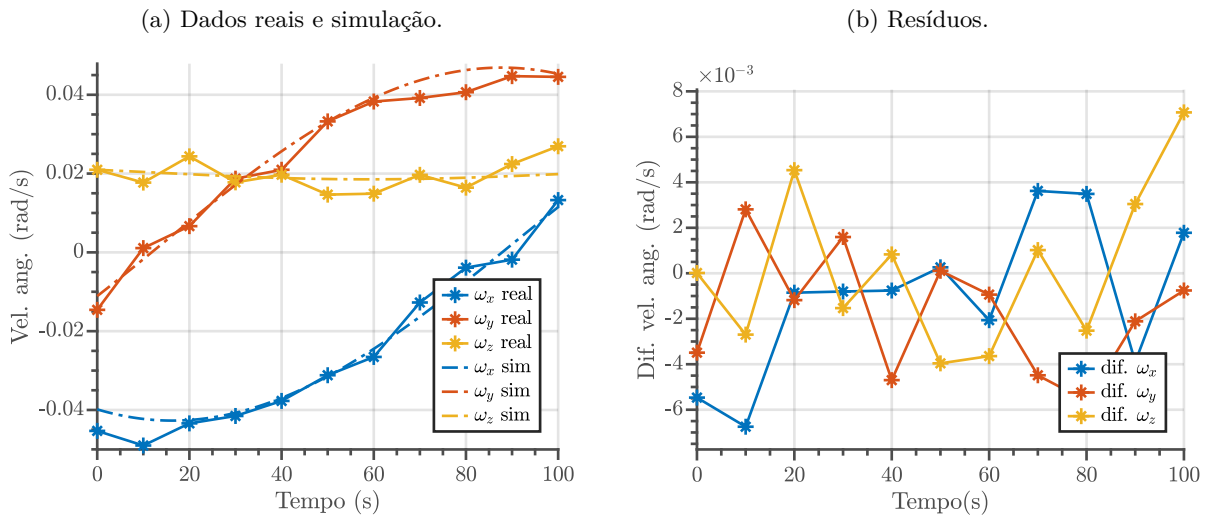 (a) Dados reais e simulação.
Vel. ang. (rad/s)
0.04
0.02
0
-0.02
-0.04
0 20 40 60 80 100
Tempo (s)
ωx real
ωy real
ωz real
ωx sim
ωy sim
ωz sim
(b) Resíduos.
×10⁻³
Dif. vel. ang. (rad/s)
8
6
4
2
0
-2
-4
-6
0 20 40 60 80 100
Tempo(s)
dif. ωx
dif. ωy
dif. ωz